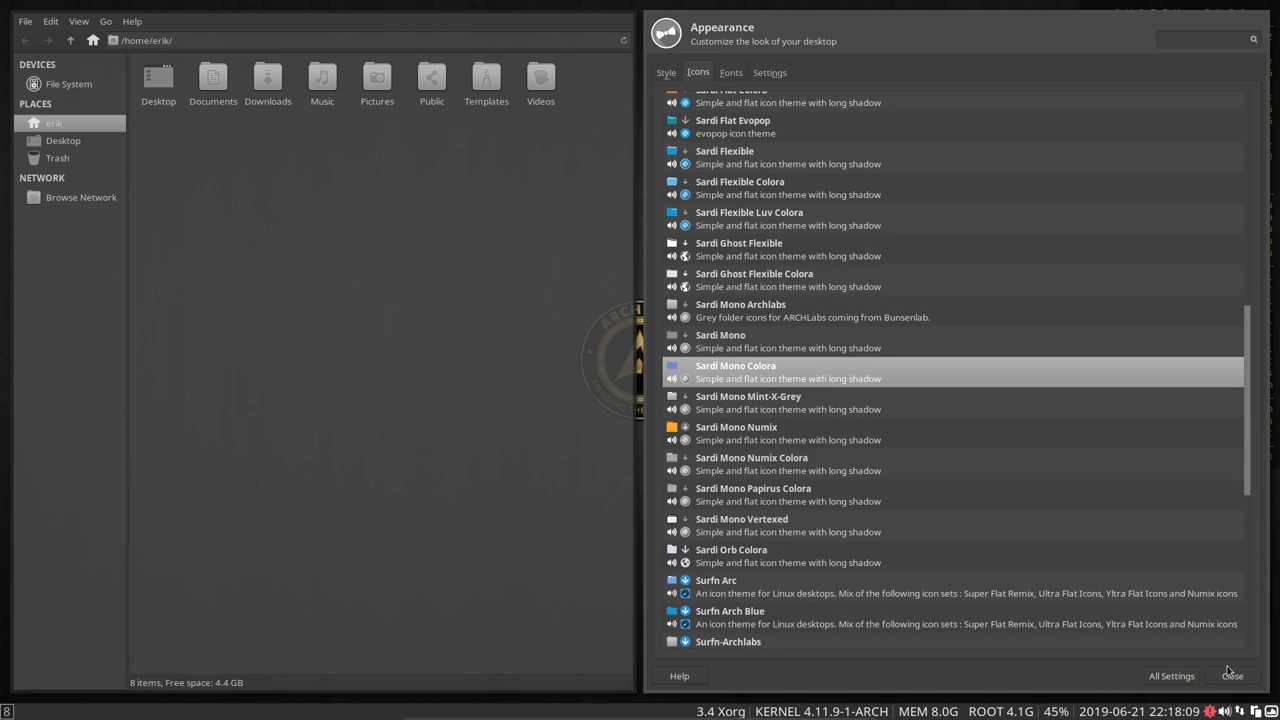 File Edit View Go Help
/home/erik/
DEVICES
File System
PLACES
erik
Desktop
Trash
NETWORK
Browse Network
Desktop Documents Downloads Music Pictures Public Templates Videos
8 items, Free space: 4.4 GB
ARCH
Appearance
Customize the look of your desktop
Style Icons Fonts Settings
Sardi Flat Colora
Simple and flat icon theme with long shadow
Sardi Flat Evopop
evopop icon theme
Sardi Flexible
Simple and flat icon theme with long shadow
Sardi Flexible Colora
Simple and flat icon theme with long shadow
Sardi Flexible Luv Colora
Simple and flat icon theme with long shadow
Sardi Ghost Flexible
Simple and flat icon theme with long shadow
Sardi Ghost Flexible Colora
Simple and flat icon theme with long shadow
Sardi Mono Archlabs
Grey folder icons for ARCHLabs coming from Bunsenlab.
Sardi Mono
Simple and flat icon theme with long shadow
Sardi Mono Colora
Simple and flat icon theme with long shadow
Sardi Mono Mint-X-Grey
Simple and flat icon theme with long shadow
Sardi Mono Numix
Simple and flat icon theme with long shadow
Sardi Mono Numix Colora
Simple and flat icon theme with long shadow
Sardi Mono Papirus Colora
Simple and flat icon theme with long shadow
Sardi Mono Vertexed
Simple and flat icon theme with long shadow
Sardi Orb Colora
Simple and flat icon theme with long shadow
Surfn Arc
An icon theme for Linux desktops. Mix of the following icon sets : Super Flat Remix, Ultra Flat Icons, Yltra Flat Icons and Numix icons
Surfn Arch Blue
An icon theme for Linux desktops. Mix of the following icon sets : Super Flat Remix, Ultra Flat Icons, Yltra Flat Icons and Numix icons
Surfn-Archlabs
Help All Settings Close
8 3.4 Xorg KERNEL 4.11.9-1-ARCH MEM 8.0G ROOT 4.1G 45% 2019-06-21 22:18:09